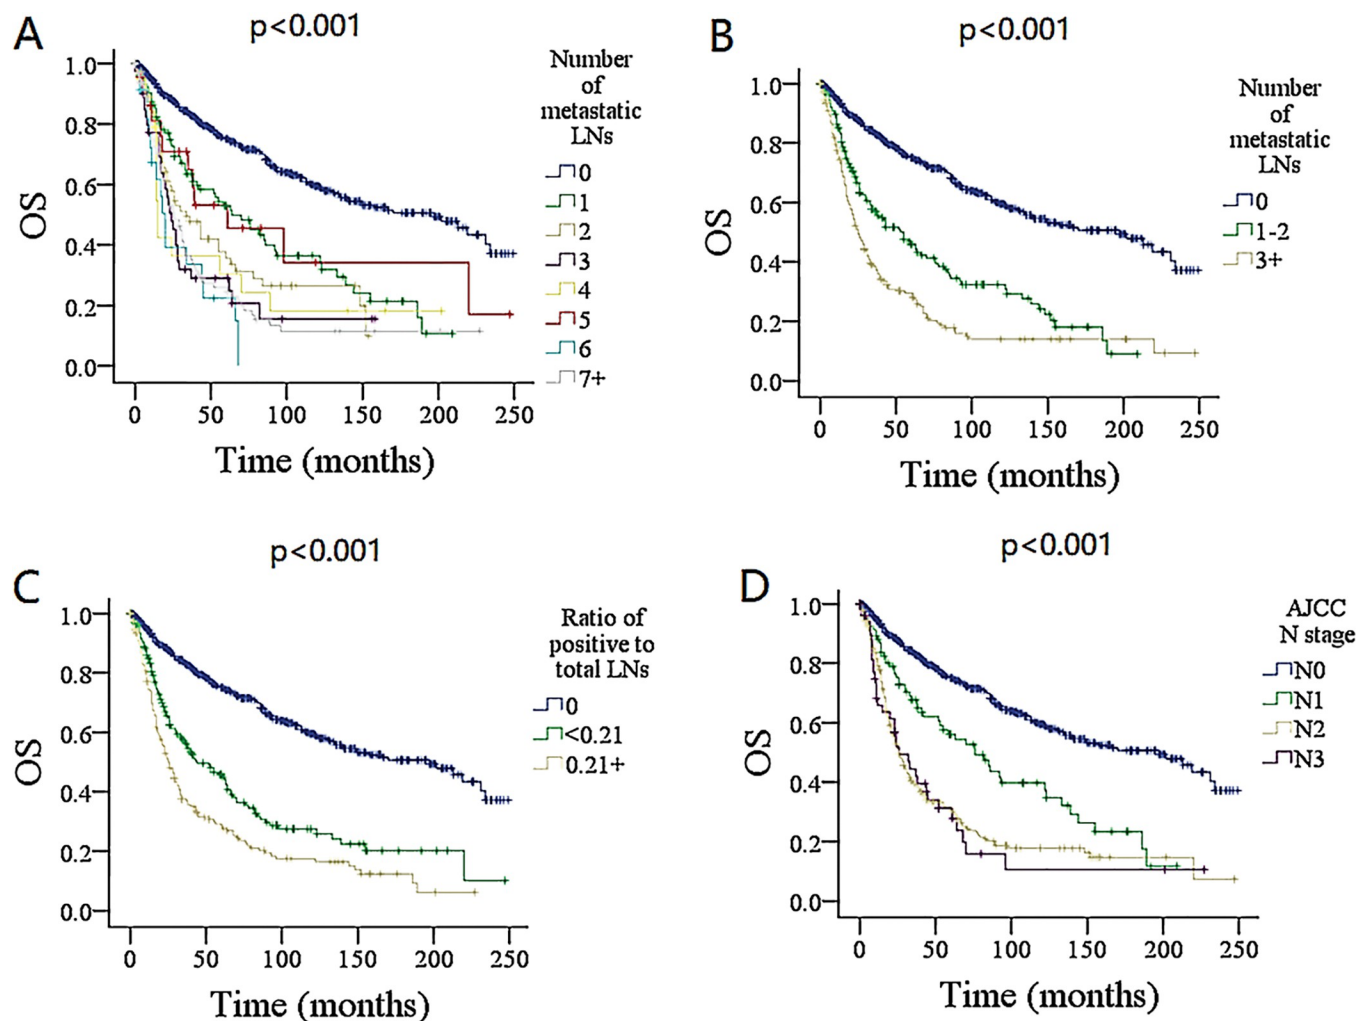 A
p<0.001
OS
1.0
0.8
0.6
0.4
0.2
0.0
0 50 100 150 200 250
Time (months)
Number
of
metastatic
LNs
0
1
2
3
4
5
6
7+
B
p<0.001
OS
1.0
0.8
0.6
0.4
0.2
0.0
0 50 100 150 200 250
Time (months)
Number
of
metastatic
LNs
0
1-2
3+
C
p<0.001
OS
1.0
0.8
0.6
0.4
0.2
0.0
0 50 100 150 200 250
Time (months)
Ratio of
positive to
total LNs
0
<0.21
0.21+
D
p<0.001
OS
1.0
0.8
0.6
0.4
0.2
0.0
0 50 100 150 200 250
Time (months)
AJCC
N stage
N0
N1
N2
N3